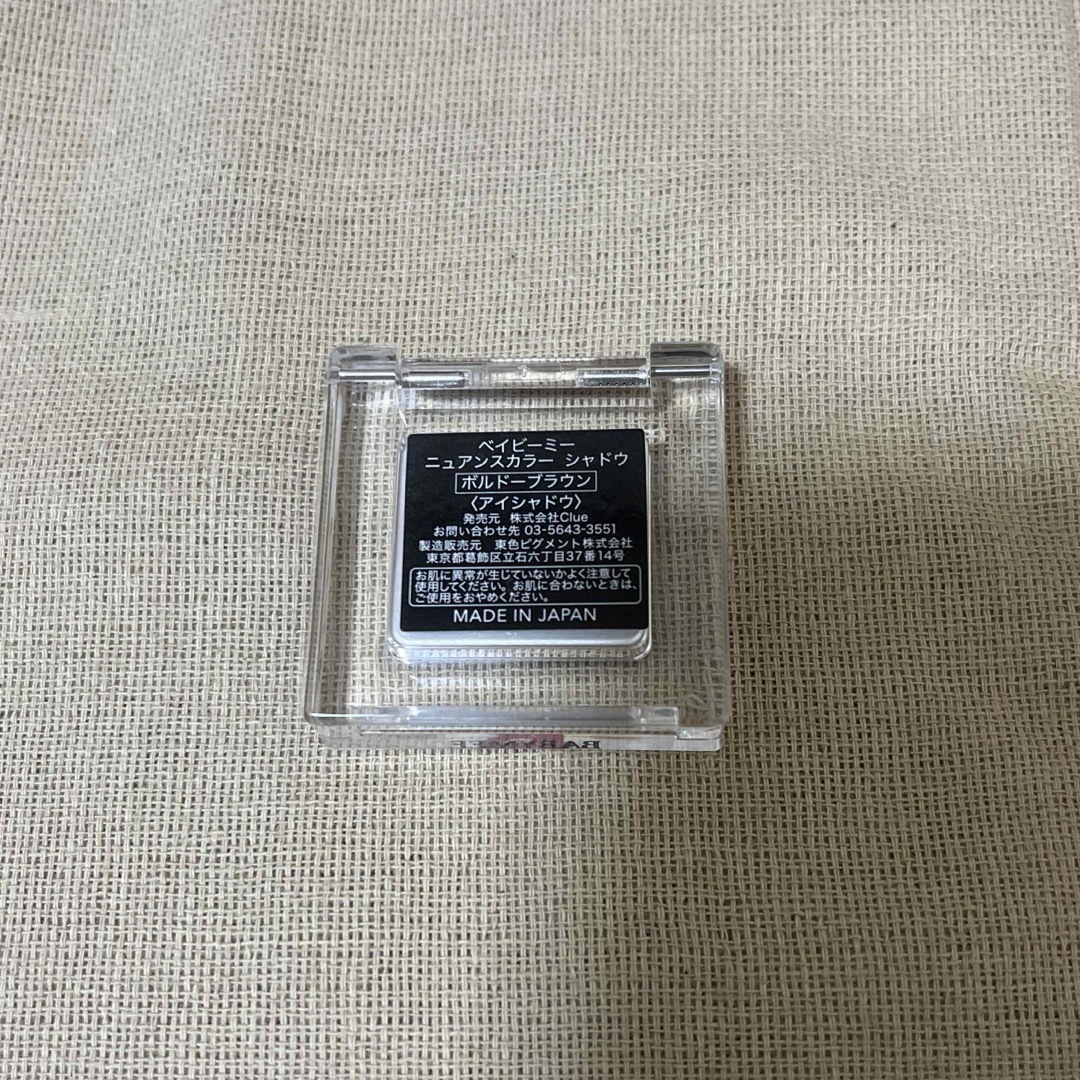 ベイビーミー
ニュアンスカラー シャドウ
ボルドーブラウン
〈アイシャドウ〉
発売元 株式会社Clue
お問い合わせ先 03-5643-3551
製造販売元 東色ピグメント株式会社
東京都葛飾区立石六丁目37番14号
お肌に異常が生じていないかよく注意して
使用してください。お肌に合わないときは、
ご使用をおやめください。
MADE IN JAPAN